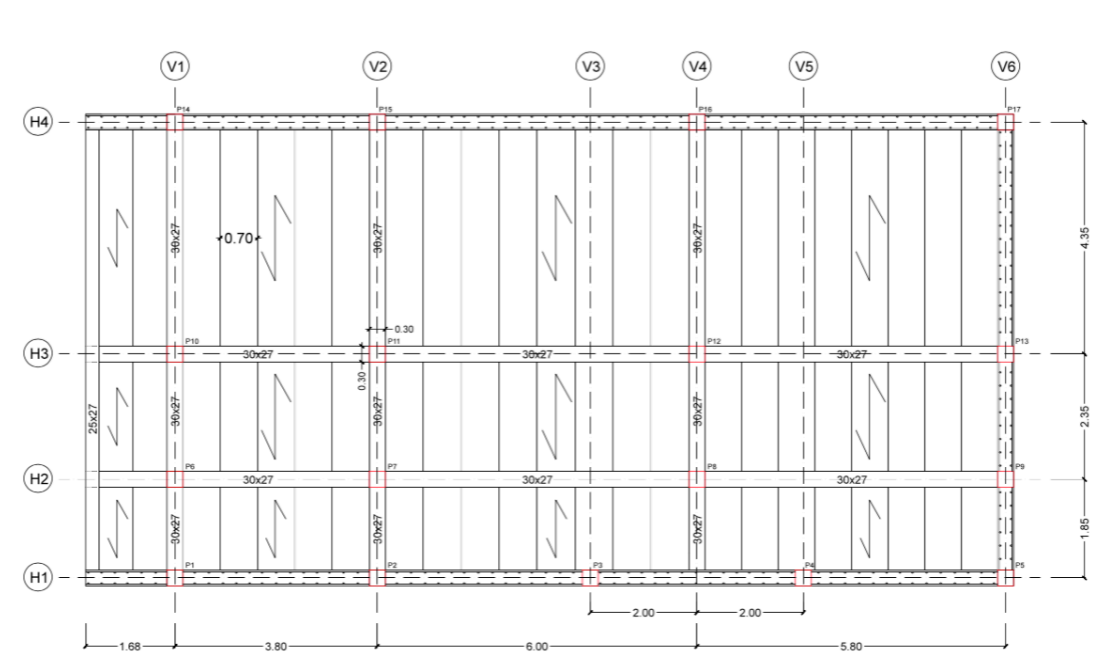 V1 V2 V3 V4 V5 V6
H4
P14 P15 P16 P17
30x27 30x27 30x27
0.70
4.35
0.30
H3
P10 P11 P12 P13
30x27 30x27 30x27
0.30
25x27
30x27 30x27 30x27
2.35
H2
P6 P7 P8 P9
30x27 30x27 30x27
30x27 30x27 30x27
1.85
H1
P1 P2 P3 P4 P5
2.00 2.00
1.68 3.80 6.00 5.80